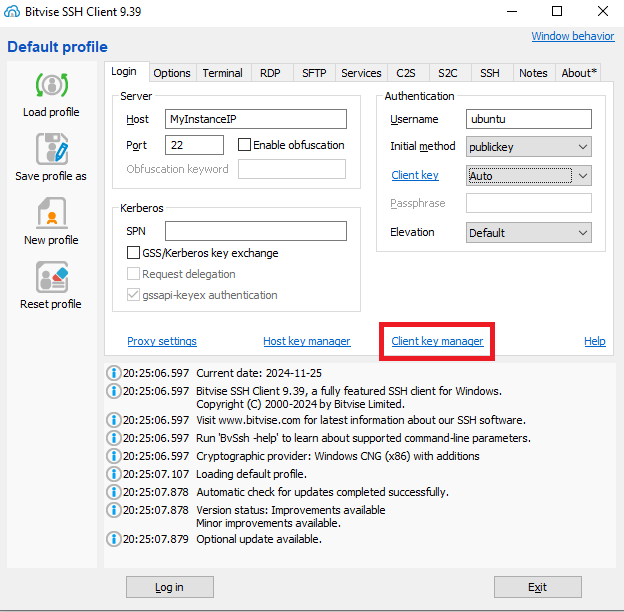 Bitvise SSH Client 9.39
Window behavior
Default profile
Load profile
Save profile as
New profile
Reset profile
Login Options Terminal RDP SFTP Services C2S S2C SSH Notes About*
Server
Host MyInstanceIP
Port 22 Enable obfuscation
Obfuscation keyword
Kerberos
SPN
GSS/Kerberos key exchange
Request delegation
gssapi-keyex authentication
Authentication
Username ubuntu
Initial method publickey
Client key Auto
Passphrase
Elevation Default
Proxy settings Host key manager Client key manager Help
20:25:06.597 Current date: 2024-11-25
20:25:06.597 Bitvise SSH Client 9.39, a fully featured SSH client for Windows.
Copyright (C) 2000-2024 by Bitvise Limited.
20:25:06.597 Visit www.bitvise.com for latest information about our SSH software.
20:25:06.597 Run 'BvSsh -help' to learn about supported command-line parameters.
20:25:06.597 Cryptographic provider: Windows CNG (x86) with additions
20:25:07.107 Loading default profile.
20:25:07.878 Automatic check for updates completed successfully.
20:25:07.878 Version status: Improvements available
Minor improvements available.
20:25:07.879 Optional update available.
Log in Exit